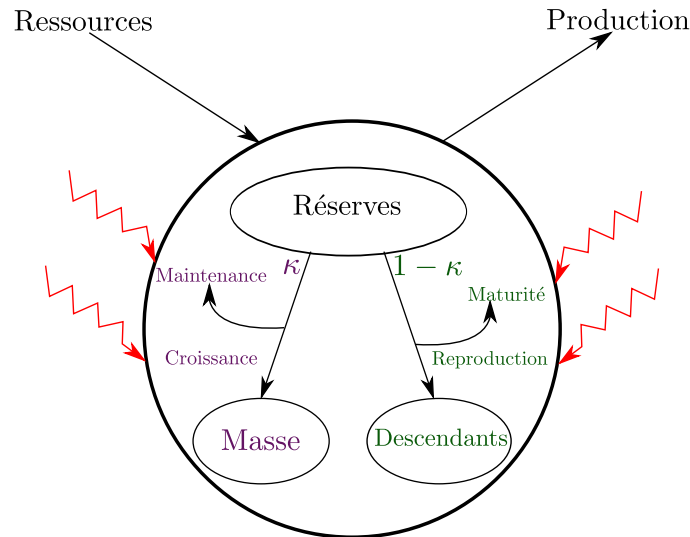 Ressources
Production
Réserves
κ
1 − κ
Maintenance
Maturité
Croissance
Reproduction
Masse
Descendants